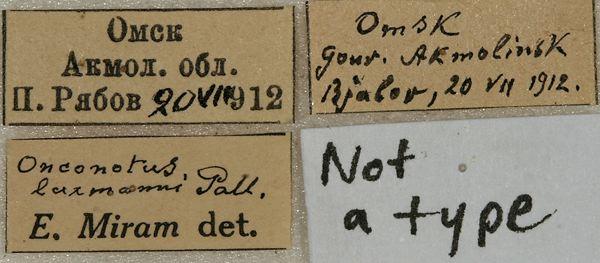 Омск
Акмол. обл.
П. Рябов 20 VII 912
Omsk
gouv. Akmolinsk
Rjabov, 20 VII 1912.
Onconotus
laxmanni Pall.
E. Miram det.
Not
a type